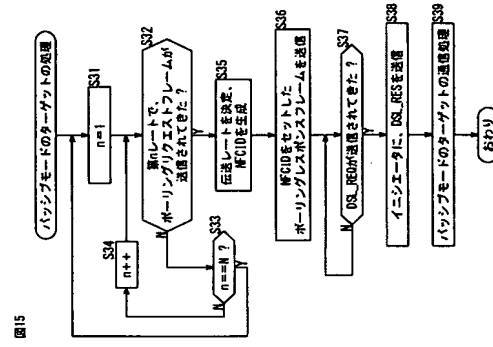 図15
パッシブモードのターゲットの処理
S31
n=1
S32
第nレートで、
ポーリングリクエストフレームが
送信されてきた？
N
Y
S34
n++
S33
n==N ?
N
Y
S35
伝送レートを決定、
NFCIDを生成
S36
NFCIDをセットした
ポーリングレスポンスフレームを送信
S37
DSL_REQが送信されてきた？
N
Y
S38
イニシエータに、DSL_RESを送信
S39
パッシブモードのターゲットの通信処理
おわり